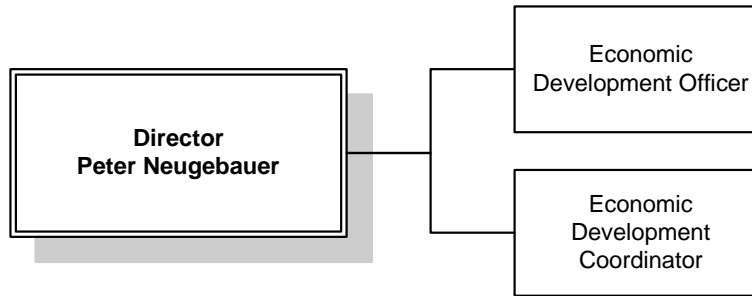 Director
Peter Neugebauer
Economic
Development Officer
Economic
Development
Coordinator